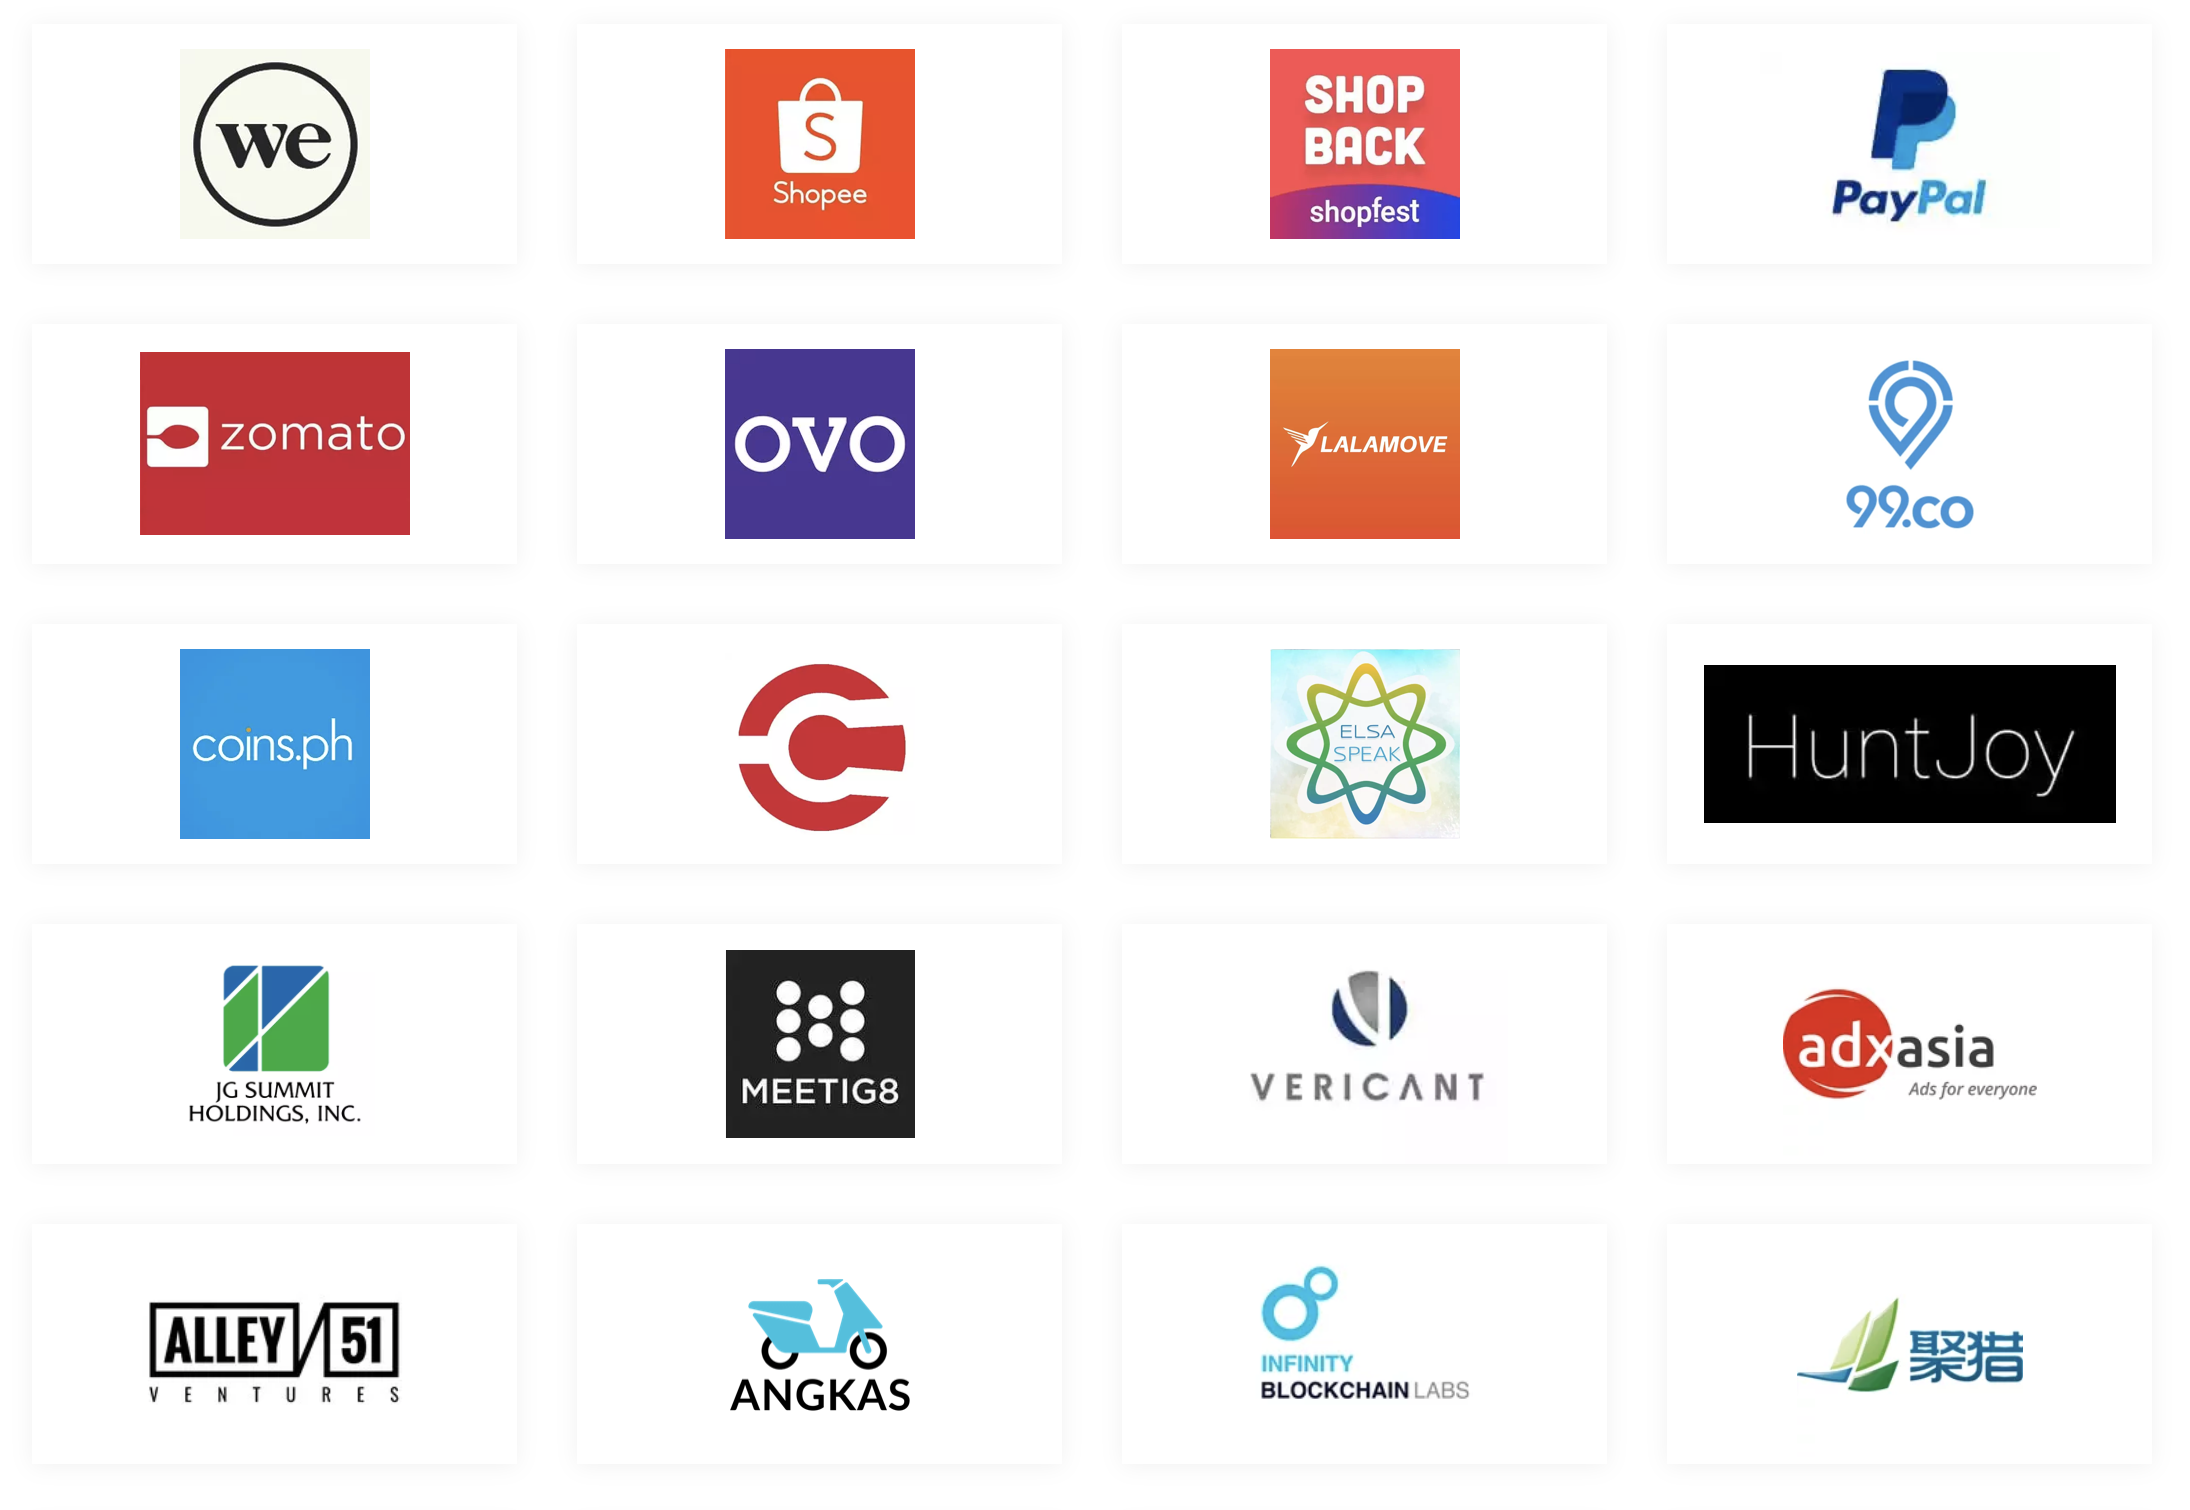 we
S
Shopee
SHOP
BACK
shopfest
PayPal
zomato
OVO
LALAMOVE
99.co
coins.ph
ELSA
SPEAK
HuntJoy
JG SUMMIT
HOLDINGS, INC.
MEETIG8
VERICANT
adxasia
Ads for everyone
ALLEY 51
VENTURES
ANGKAS
INFINITY
BLOCKCHAIN LABS
聚猎